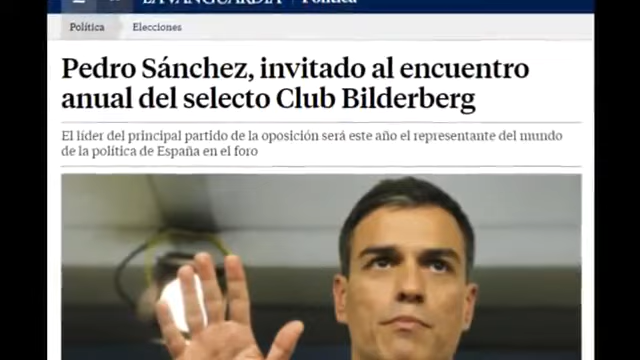 LA VANGUARDIA | Política
Política Elecciones
Pedro Sánchez, invitado al encuentro
anual del selecto Club Bilderberg
El líder del principal partido de la oposición será este año el representante del mundo
de la política de España en el foro